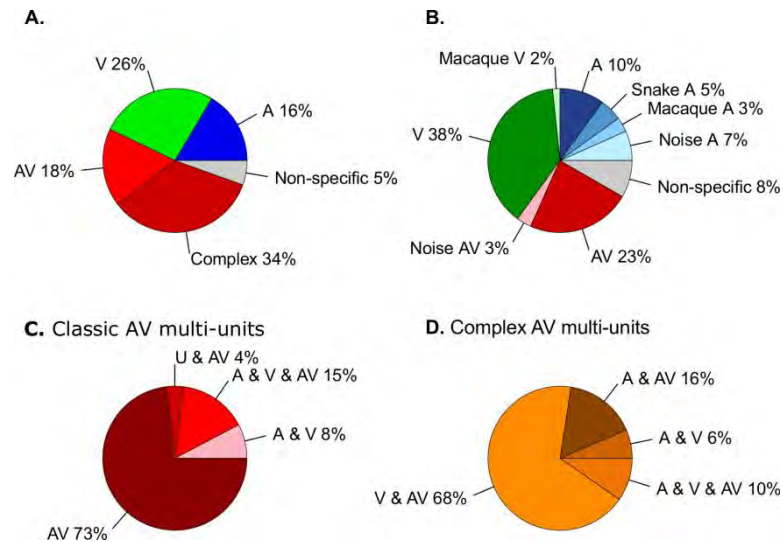 A.
V 26%
A 16%
AV 18%
Non-specific 5%
Complex 34%
B.
Macaque V 2%
A 10%
Snake A 5%
Macaque A 3%
V 38%
Noise A 7%
Non-specific 8%
Noise AV 3%
AV 23%
C. Classic AV multi-units
U & AV 4%
A & V & AV 15%
A & V 8%
AV 73%
D. Complex AV multi-units
A & AV 16%
A & V 6%
V & AV 68%
A & V & AV 10%